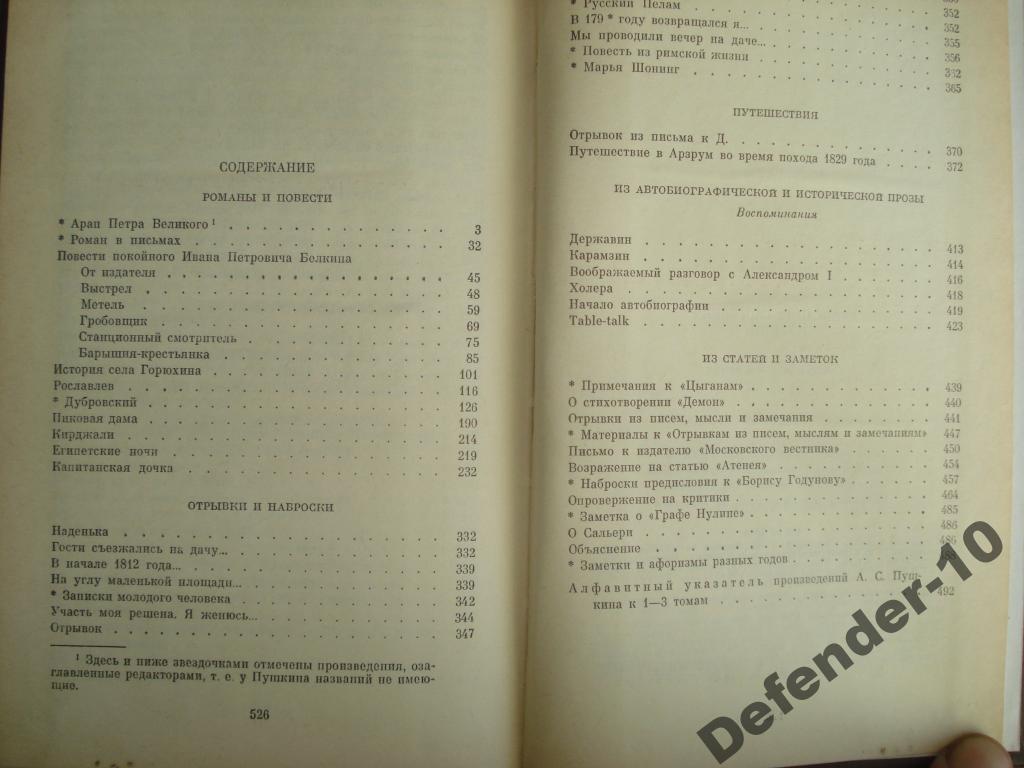 СОДЕРЖАНИЕ
РОМАНЫ И ПОВЕСТИ
* Арап Петра Великого ¹ . . . . . . . . . . . . . . 3
* Роман в письмах . . . . . . . . . . . . . . . 32
Повести покойного Ивана Петровича Белкина
От издателя . . . . . . . . . . . . . . . . . 45
Выстрел . . . . . . . . . . . . . . . . . . 48
Метель . . . . . . . . . . . . . . . . . . 59
Гробовщик . . . . . . . . . . . . . . . . . 69
Станционный смотритель . . . . . . . . . . . . 75
Барышня-крестьянка . . . . . . . . . . . . . . 85
История села Горюхина . . . . . . . . . . . . . 101
Рославлев . . . . . . . . . . . . . . . . . . 116
* Дубровский . . . . . . . . . . . . . . . . . 126
Пиковая дама . . . . . . . . . . . . . . . . . 190
Кирджали . . . . . . . . . . . . . . . . . . 214
Египетские ночи . . . . . . . . . . . . . . . . 219
Капитанская дочка . . . . . . . . . . . . . . . 232
ОТРЫВКИ И НАБРОСКИ
Наденька . . . . . . . . . . . . . . . . . . 332
Гости съезжались на дачу... . . . . . . . . . . . . 332
В начале 1812 года... . . . . . . . . . . . . . . 339
На углу маленькой площади... . . . . . . . . . . . 339
* Записки молодого человека . . . . . . . . . . . . 342
Участь моя решена. Я женюсь... . . . . . . . . . . 344
Отрывок . . . . . . . . . . . . . . . . . . 347
¹ Здесь и ниже звездочками отмечены произведения, оза-
главленные редакторами, т. е. у Пушкина названий не имею-
щие.
526
* Русский Пелам . . . . . . . . . . . . . . . . 352
В 179* году возвращался я... . . . . . . . . . . . 352
Мы проводили вечер на даче... . . . . . . . . . . . 355
* Повесть из римской жизни . . . . . . . . . . . . 356
* Марья Шонинг . . . . . . . . . . . . . . . . 362
365
ПУТЕШЕСТВИЯ
Отрывок из письма к Д. . . . . . . . . . . . . . 370
Путешествие в Арзрум во время похода 1829 года . . . . 372
ИЗ АВТОБИОГРАФИЧЕСКОЙ И ИСТОРИЧЕСКОЙ ПРОЗЫ
Воспоминания
Державин . . . . . . . . . . . . . . . . . . 413
Карамзин . . . . . . . . . . . . . . . . . . 414
Воображаемый разговор с Александром I . . . . . . . 416
Холера . . . . . . . . . . . . . . . . . . . 418
Начало автобиографии . . . . . . . . . . . . . . 419
Table-talk . . . . . . . . . . . . . . . . . . 423
ИЗ СТАТЕЙ И ЗАМЕТОК
* Примечания к «Цыганам» . . . . . . . . . . . . . 439
О стихотворении «Демон» . . . . . . . . . . . . . 440
Отрывки из писем, мысли и замечания . . . . . . . . 441
* Материалы к «Отрывкам из писем, мыслям и замечаниям» 447
Письмо к издателю «Московского вестника» . . . . . . 450
Возражение на статью «Атенея» . . . . . . . . . . . 454
* Наброски предисловия к «Борису Годунову» . . . . . . 457
Опровержение на критики . . . . . . . . . . . . . 464
* Заметка о «Графе Нулине» . . . . . . . . . . . . . 485
О Сальери . . . . . . . . . . . . . . . . . . 486
Объяснение . . . . . . . . . . . . . . . . . . 486
* Заметки и афоризмы разных годов . . . . . . . . .
Алфавитный указатель произведений А. С. Пуш-
кина к 1—3 томам . . . . . . . . . . . . . . . 492
Defender-10